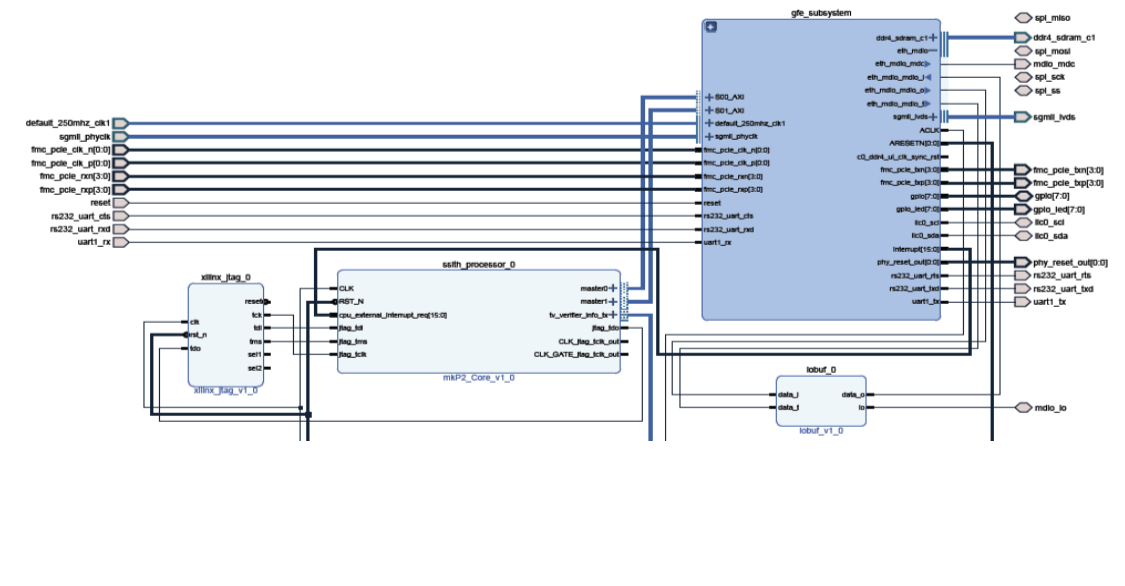 gfe_subsystem
spi_miso
ddr4_sdram_c1
ddr4_sdram_c1
eth_mdio
spi_mosi
eth_mdio_mdc
mdio_mdc
eth_mdio_mdio_i
spi_sck
eth_mdio_mdio_o
spi_ss
S00_AXI
eth_mdio_mdio_t
S01_AXI
sgmii_lvds
sgmii_lvds
default_250mhz_clk1
default_250mhz_clk1
ACLK
sgmii_phyclk
sgmii_phyclk
ARESETN[0:0]
fmc_pcie_clk_n[0:0]
fmc_pcie_clk_n[0:0]
c0_ddr4_ui_clk_sync_rst
fmc_pcie_clk_p[0:0]
fmc_pcie_clk_p[0:0]
fmc_pcie_txn[3:0]
fmc_pcie_txn[3:0]
fmc_pcie_rxn[3:0]
fmc_pcie_rxn[3:0]
fmc_pcie_txp[3:0]
fmc_pcie_txp[3:0]
fmc_pcie_rxp[3:0]
fmc_pcie_rxp[3:0]
gpio[7:0]
gpio[7:0]
reset
reset
gpio_led[7:0]
gpio_led[7:0]
rs232_uart_cts
rs232_uart_cts
iic0_scl
iic0_scl
rs232_uart_rxd
rs232_uart_rxd
iic0_sda
iic0_sda
uart1_rx
uart1_rx
interrupt[15:0]
phy_reset_out[0:0]
phy_reset_out[0:0]
rs232_uart_rts
rs232_uart_rts
rs232_uart_txd
rs232_uart_txd
uart1_tx
uart1_tx
xilinx_jtag_0
reset
tck
clk
tdi
rst_n
tms
tdo
sel1
sel2
xilinx_jtag_v1_0
ssith_processor_0
CLK
master0
RST_N
master1
cpu_external_interrupt_req[15:0]
tv_verifier_info_tx
jtag_tdi
jtag_tdo
jtag_tms
CLK_jtag_tclk_out
jtag_tclk
CLK_GATE_jtag_tclk_out
mkP2_Core_v1_0
iobuf_0
data_i
data_o
data_t
io
mdio_io
iobuf_v1_0